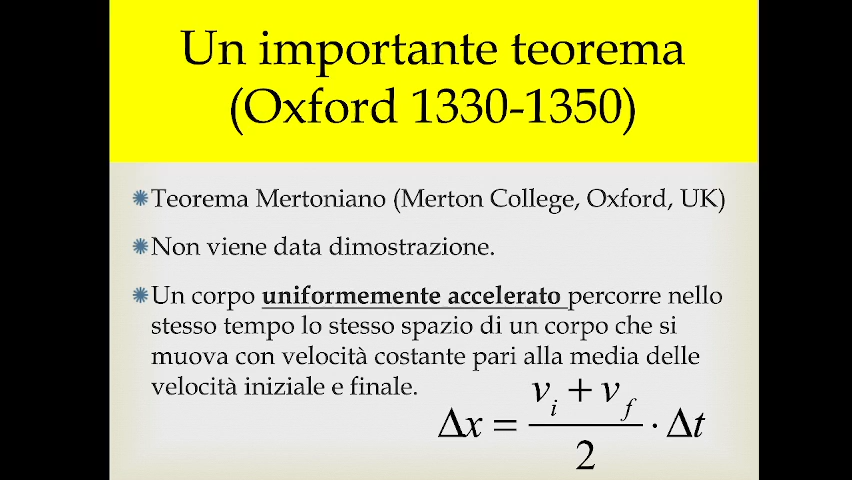 Un importante teorema
(Oxford 1330-1350)
Teorema Mertoniano (Merton College, Oxford, UK)
Non viene data dimostrazione.
Un corpo uniformemente accelerato percorre nello
stesso tempo lo stesso spazio di un corpo che si
muova con velocità costante pari alla media delle
velocità iniziale e finale.
Δx = (v_i + v_f)/2 · Δt